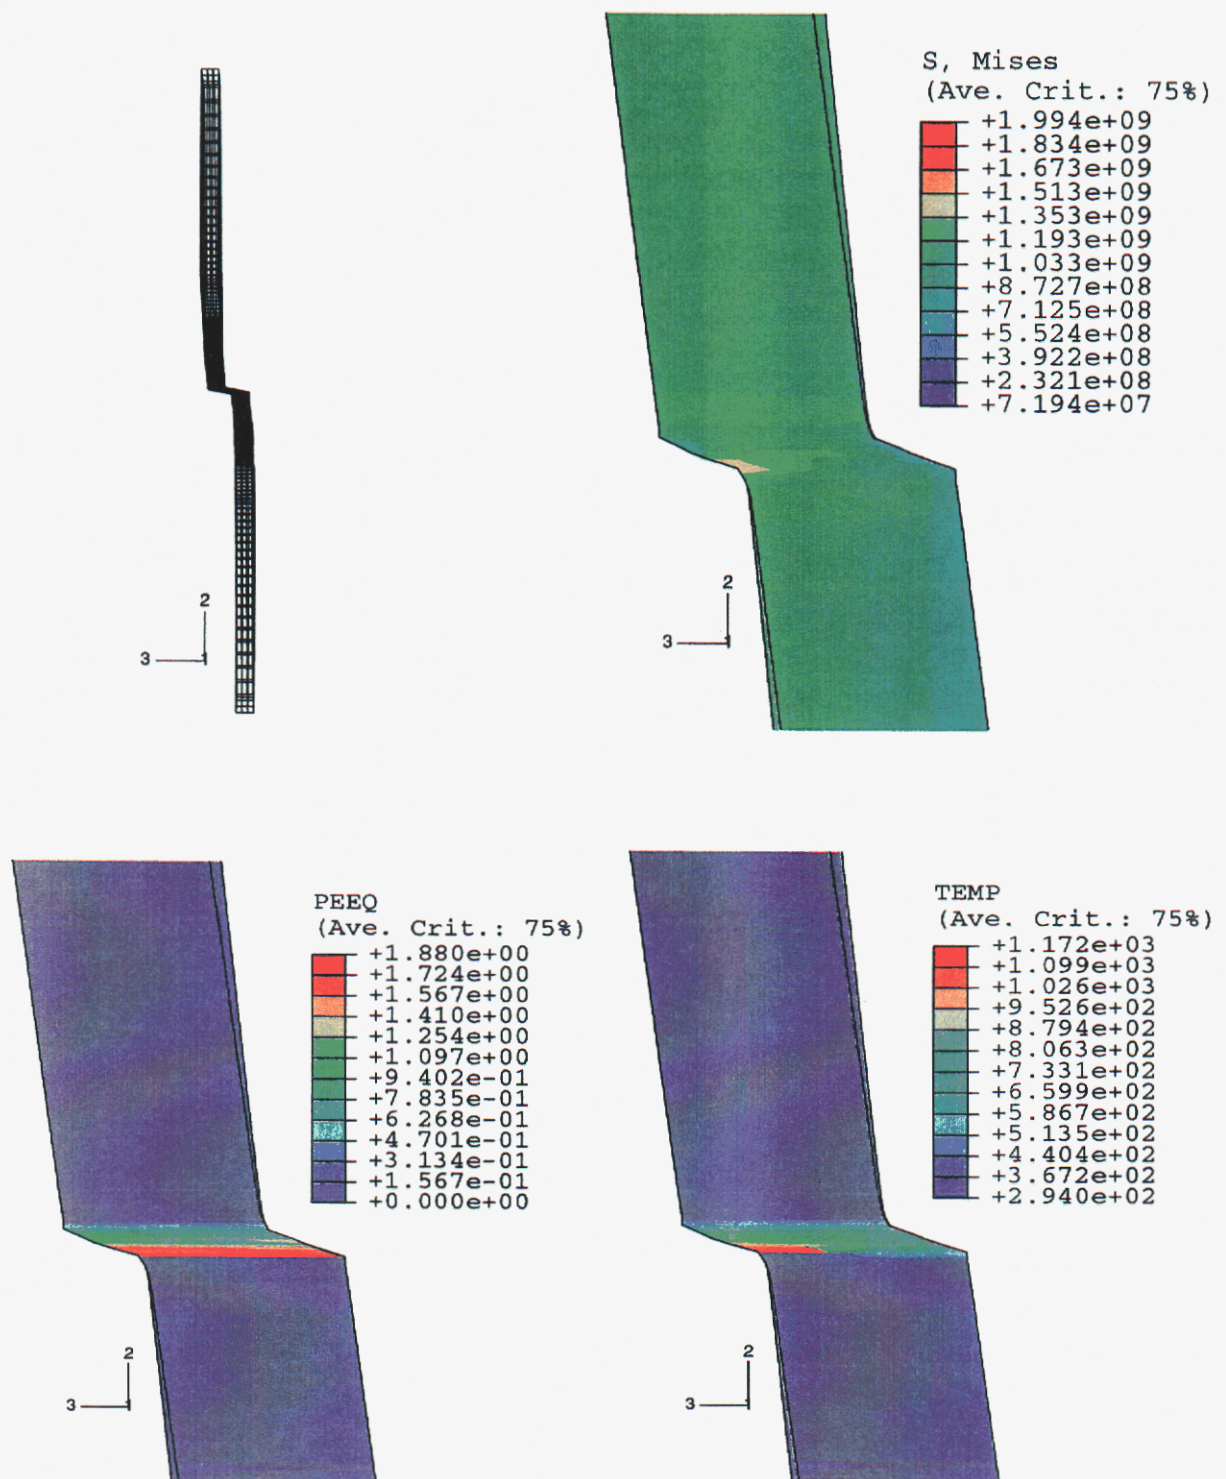 S, Mises
(Ave. Crit.: 75%)
+1.994e+09
+1.834e+09
+1.673e+09
+1.513e+09
+1.353e+09
+1.193e+09
+1.033e+09
+8.727e+08
+7.125e+08
+5.524e+08
+3.922e+08
+2.321e+08
+7.194e+07
2
3
1
2
3
1
PEEQ
(Ave. Crit.: 75%)
+1.880e+00
+1.724e+00
+1.567e+00
+1.410e+00
+1.254e+00
+1.097e+00
+9.402e-01
+7.835e-01
+6.268e-01
+4.701e-01
+3.134e-01
+1.567e-01
+0.000e+00
2
3
1
TEMP
(Ave. Crit.: 75%)
+1.172e+03
+1.099e+03
+1.026e+03
+9.526e+02
+8.794e+02
+8.063e+02
+7.331e+02
+6.599e+02
+5.867e+02
+5.135e+02
+4.404e+02
+3.672e+02
+2.940e+02
2
3
1